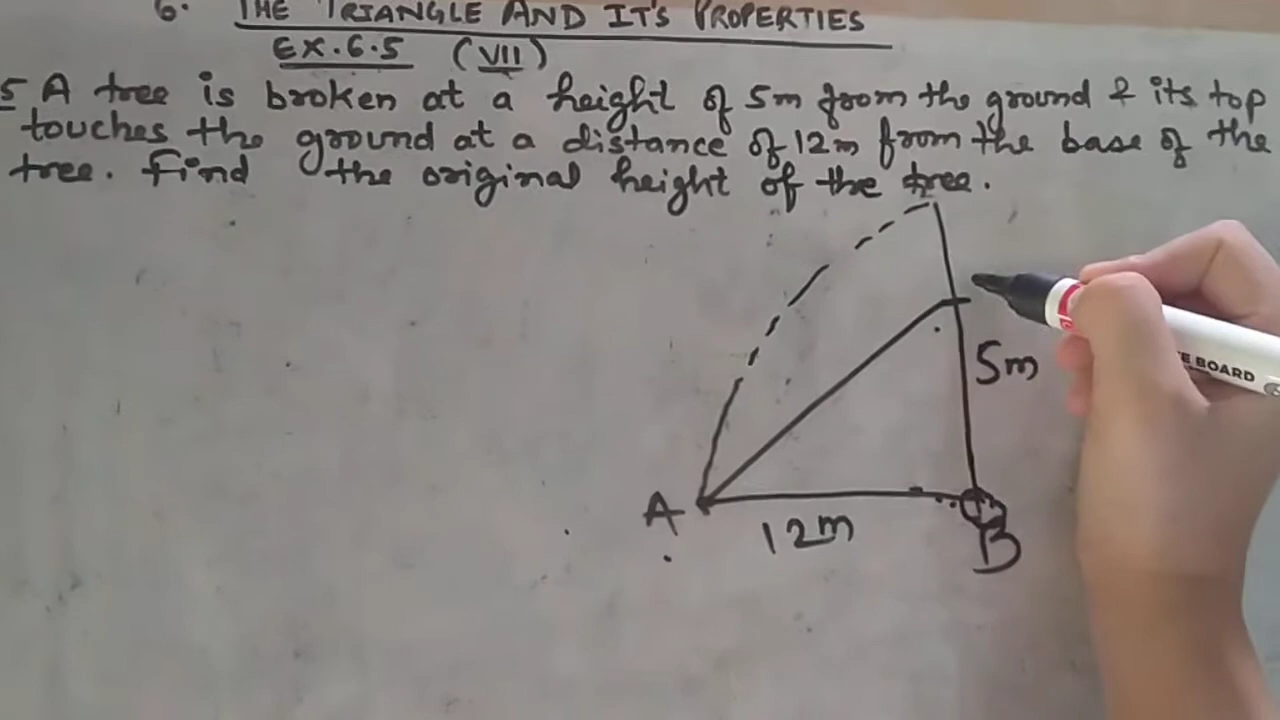 6. THE TRIANGLE AND IT'S PROPERTIES
EX.6.5 (VII)
5 A tree is broken at a height of 5m from the ground & its top
touches the ground at a distance of 12m from the base of the
tree. Find the original height of the tree.
5m
E BOARD
A
12m
B